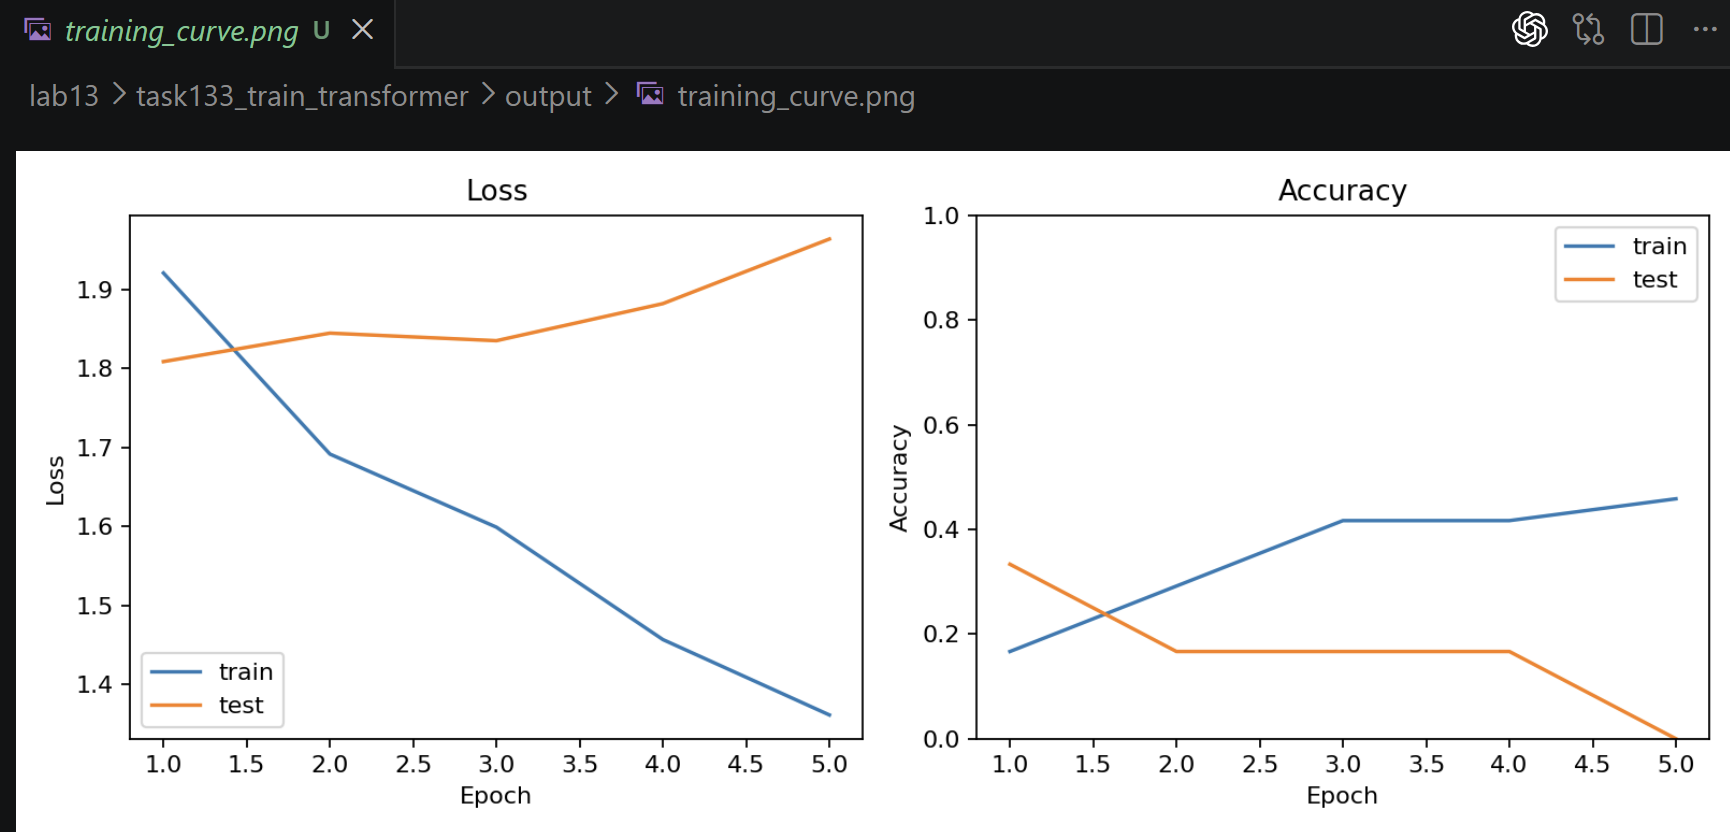 training_curve.png U
lab13 > task133_train_transformer > output > training_curve.png
Loss
1.9
1.8
1.7
1.6
1.5
1.4
Loss
train
test
1.0 1.5 2.0 2.5 3.0 3.5 4.0 4.5 5.0
Epoch
Accuracy
1.0
0.8
0.6
0.4
0.2
0.0
Accuracy
train
test
1.0 1.5 2.0 2.5 3.0 3.5 4.0 4.5 5.0
Epoch